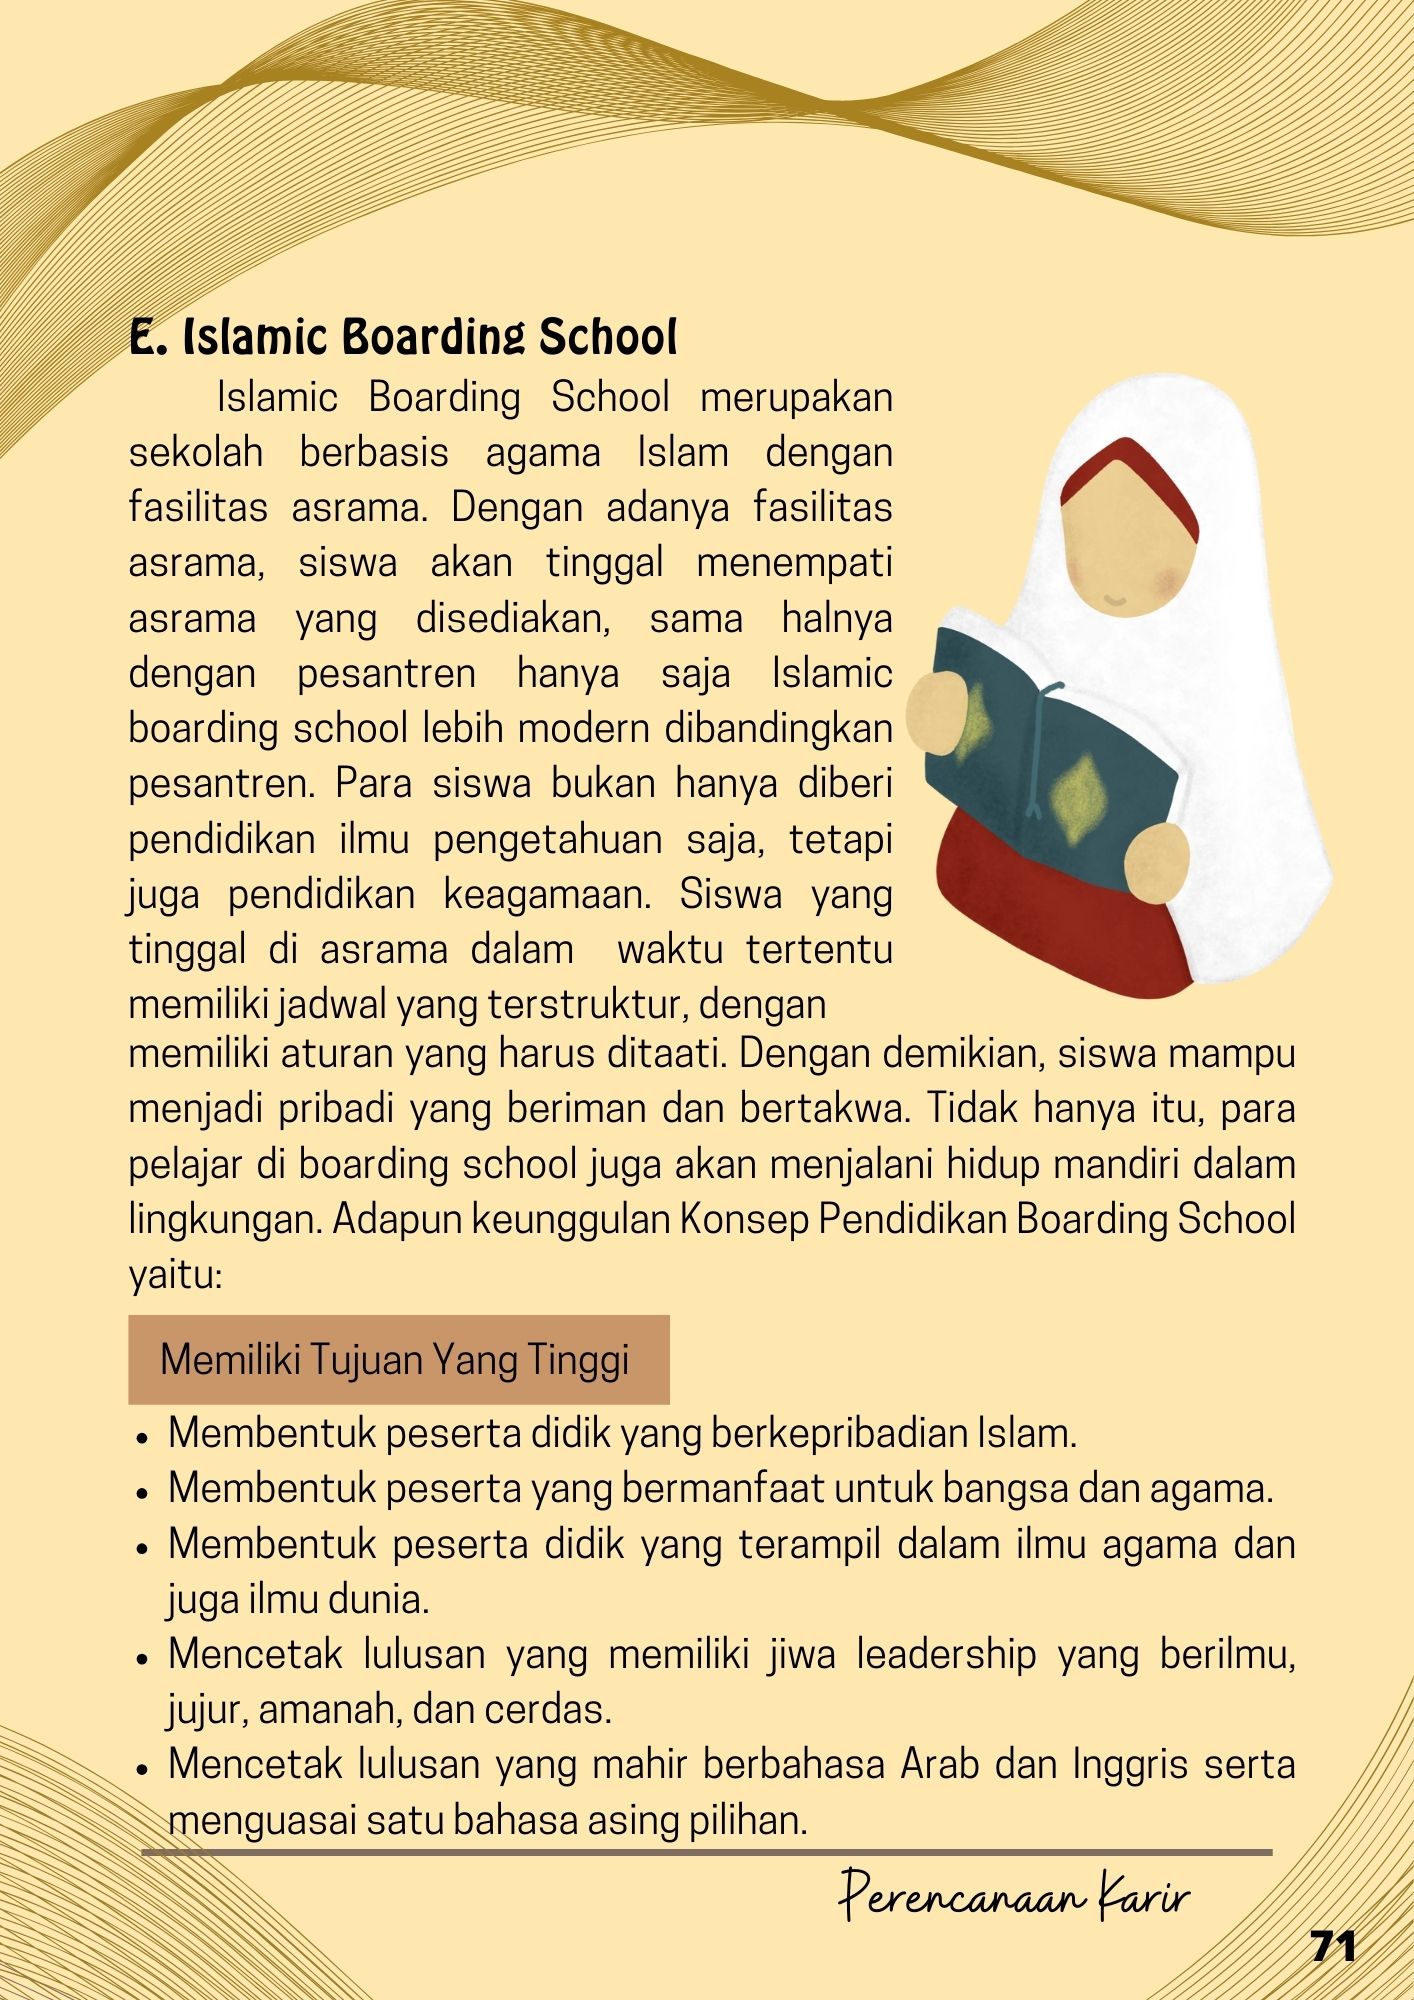 E. Islamic Boarding School
Islamic Boarding School merupakan
sekolah berbasis agama Islam dengan
fasilitas asrama. Dengan adanya fasilitas
asrama, siswa akan tinggal menempati
asrama yang disediakan, sama halnya
dengan pesantren hanya saja Islamic
boarding school lebih modern dibandingkan
pesantren. Para siswa bukan hanya diberi
pendidikan ilmu pengetahuan saja, tetapi
juga pendidikan keagamaan. Siswa yang
tinggal di asrama dalam waktu tertentu
memiliki jadwal yang terstruktur, dengan
memiliki aturan yang harus ditaati. Dengan demikian, siswa mampu
menjadi pribadi yang beriman dan bertakwa. Tidak hanya itu, para
pelajar di boarding school juga akan menjalani hidup mandiri dalam
lingkungan. Adapun keunggulan Konsep Pendidikan Boarding School
yaitu:
Memiliki Tujuan Yang Tinggi
• Membentuk peserta didik yang berkepribadian Islam.
• Membentuk peserta yang bermanfaat untuk bangsa dan agama.
• Membentuk peserta didik yang terampil dalam ilmu agama dan
juga ilmu dunia.
• Mencetak lulusan yang memiliki jiwa leadership yang berilmu,
jujur, amanah, dan cerdas.
• Mencetak lulusan yang mahir berbahasa Arab dan Inggris serta
menguasai satu bahasa asing pilihan.
Perencanaan Karir
71